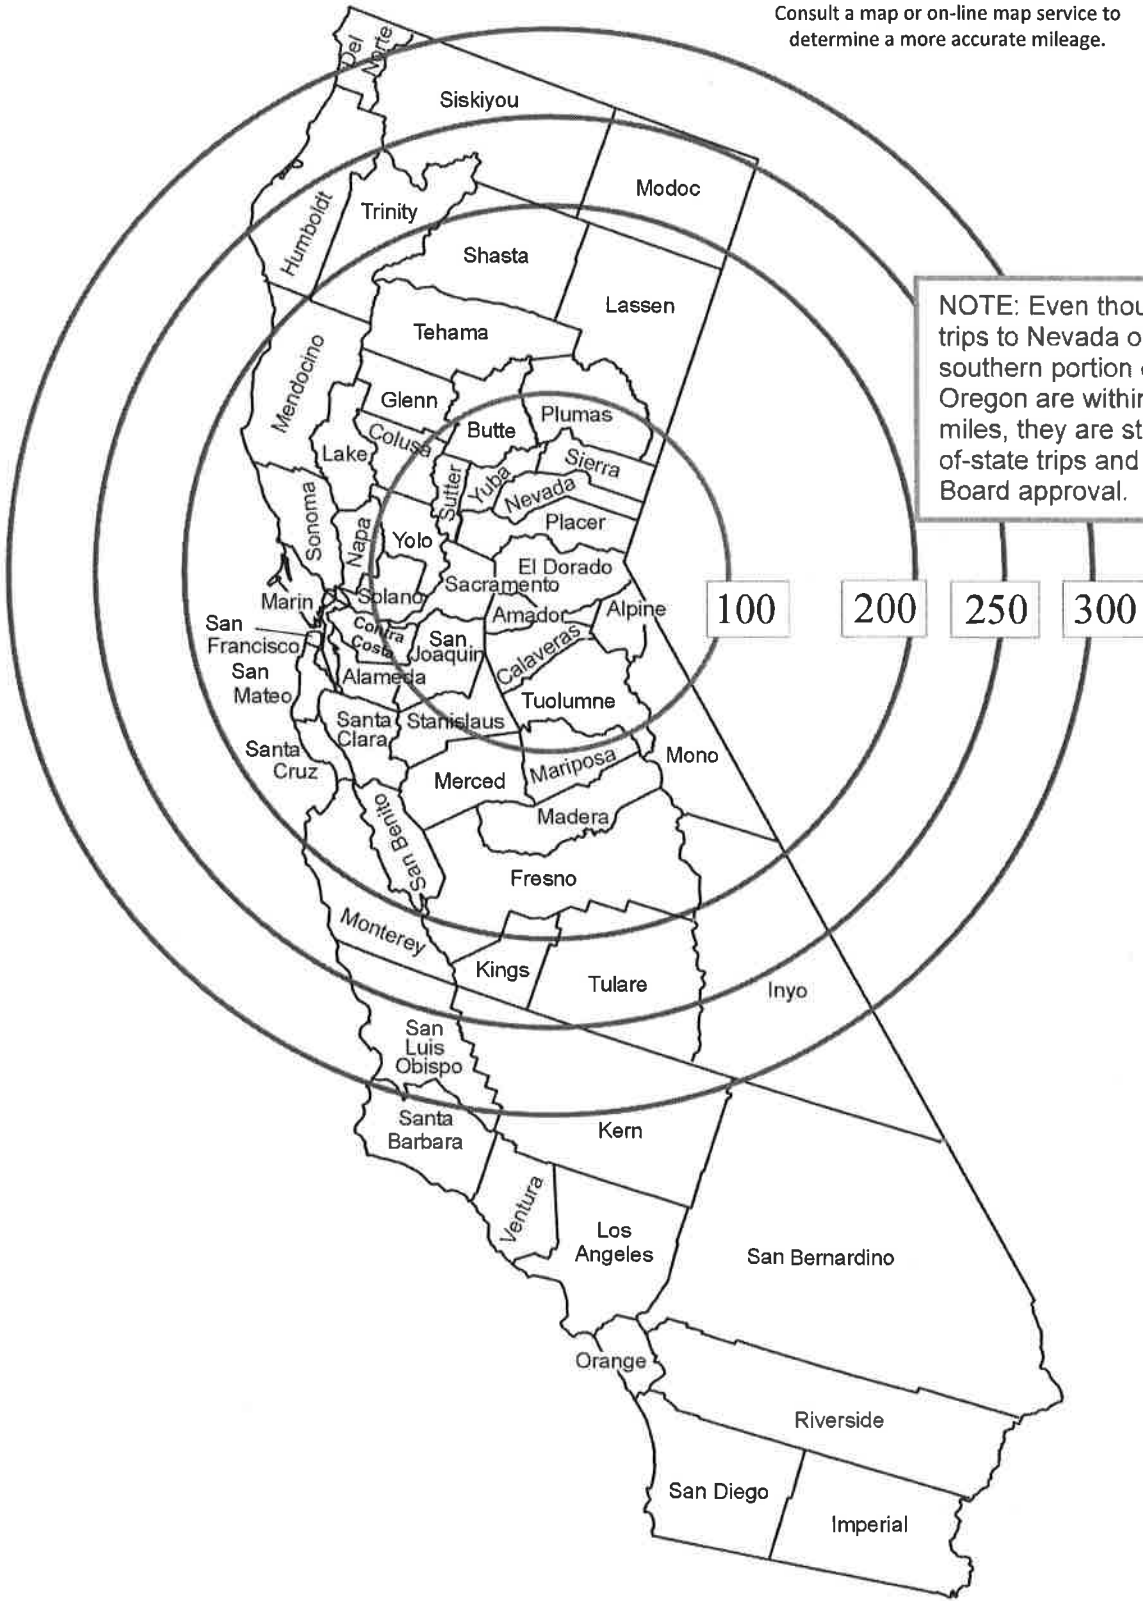 Consult a map or on-line map service to
determine a more accurate mileage.
Del
Norte
Siskiyou
Modoc
Humboldt
Trinity
Shasta
Lassen
NOTE: Even thou
trips to Nevada o
southern portion
Oregon are within
miles, they are st
of-state trips and
Board approval.
Tehama
Mendocino
Glenn
Plumas
Butte
Colusa
Lake
Sierra
Sutter
Yuba
Nevada
Sonoma
Placer
Napa
Yolo
El Dorado
Sacramento
Marin
Solano
Amador
Alpine
100
200
250
300
San
Francisco
Contra
Costa
San
Joaquin
Calaveras
San
Mateo
Alameda
Tuolumne
Santa
Clara
Stanislaus
Santa
Cruz
Merced
Mariposa
Mono
San Benito
Madera
Fresno
Monterey
Kings
Tulare
Inyo
San
Luis
Obispo
Santa
Barbara
Kern
Ventura
Los
Angeles
San Bernardino
Orange
Riverside
San Diego
Imperial